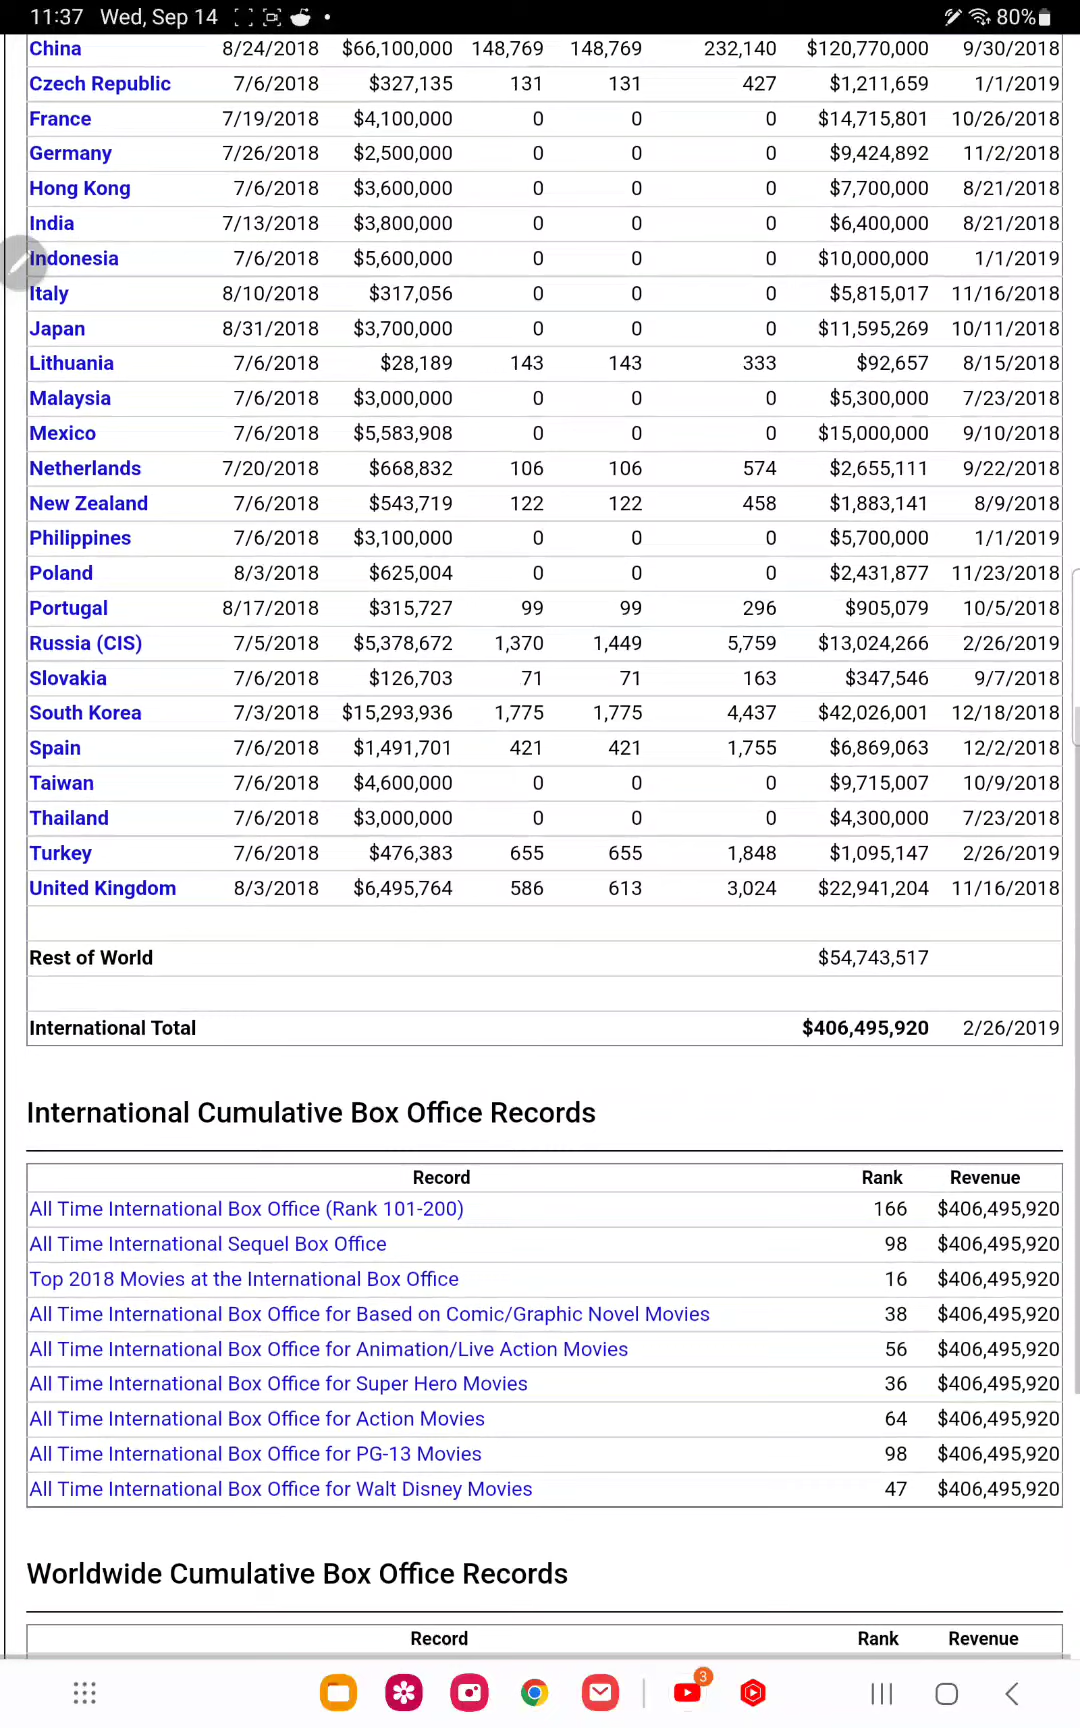 11:37 Wed, Sep 14 80%
China 8/24/2018 $66,100,000 148,769 148,769 232,140 $120,770,000 9/30/2018
Czech Republic 7/6/2018 $327,135 131 131 427 $1,211,659 1/1/2019
France 7/19/2018 $4,100,000 0 0 0 $14,715,801 10/26/2018
Germany 7/26/2018 $2,500,000 0 0 0 $9,424,892 11/2/2018
Hong Kong 7/6/2018 $3,600,000 0 0 0 $7,700,000 8/21/2018
India 7/13/2018 $3,800,000 0 0 0 $6,400,000 8/21/2018
Indonesia 7/6/2018 $5,600,000 0 0 0 $10,000,000 1/1/2019
Italy 8/10/2018 $317,056 0 0 0 $5,815,017 11/16/2018
Japan 8/31/2018 $3,700,000 0 0 0 $11,595,269 10/11/2018
Lithuania 7/6/2018 $28,189 143 143 333 $92,657 8/15/2018
Malaysia 7/6/2018 $3,000,000 0 0 0 $5,300,000 7/23/2018
Mexico 7/6/2018 $5,583,908 0 0 0 $15,000,000 9/10/2018
Netherlands 7/20/2018 $668,832 106 106 574 $2,655,111 9/22/2018
New Zealand 7/6/2018 $543,719 122 122 458 $1,883,141 8/9/2018
Philippines 7/6/2018 $3,100,000 0 0 0 $5,700,000 1/1/2019
Poland 8/3/2018 $625,004 0 0 0 $2,431,877 11/23/2018
Portugal 8/17/2018 $315,727 99 99 296 $905,079 10/5/2018
Russia (CIS) 7/5/2018 $5,378,672 1,370 1,449 5,759 $13,024,266 2/26/2019
Slovakia 7/6/2018 $126,703 71 71 163 $347,546 9/7/2018
South Korea 7/3/2018 $15,293,936 1,775 1,775 4,437 $42,026,001 12/18/2018
Spain 7/6/2018 $1,491,701 421 421 1,755 $6,869,063 12/2/2018
Taiwan 7/6/2018 $4,600,000 0 0 0 $9,715,007 10/9/2018
Thailand 7/6/2018 $3,000,000 0 0 0 $4,300,000 7/23/2018
Turkey 7/6/2018 $476,383 655 655 1,848 $1,095,147 2/26/2019
United Kingdom 8/3/2018 $6,495,764 586 613 3,024 $22,941,204 11/16/2018
Rest of World $54,743,517
International Total $406,495,920 2/26/2019
International Cumulative Box Office Records
Record Rank Revenue
All Time International Box Office (Rank 101-200) 166 $406,495,920
All Time International Sequel Box Office 98 $406,495,920
Top 2018 Movies at the International Box Office 16 $406,495,920
All Time International Box Office for Based on Comic/Graphic Novel Movies 38 $406,495,920
All Time International Box Office for Animation/Live Action Movies 56 $406,495,920
All Time International Box Office for Super Hero Movies 36 $406,495,920
All Time International Box Office for Action Movies 64 $406,495,920
All Time International Box Office for PG-13 Movies 98 $406,495,920
All Time International Box Office for Walt Disney Movies 47 $406,495,920
Worldwide Cumulative Box Office Records
Record Rank Revenue
3